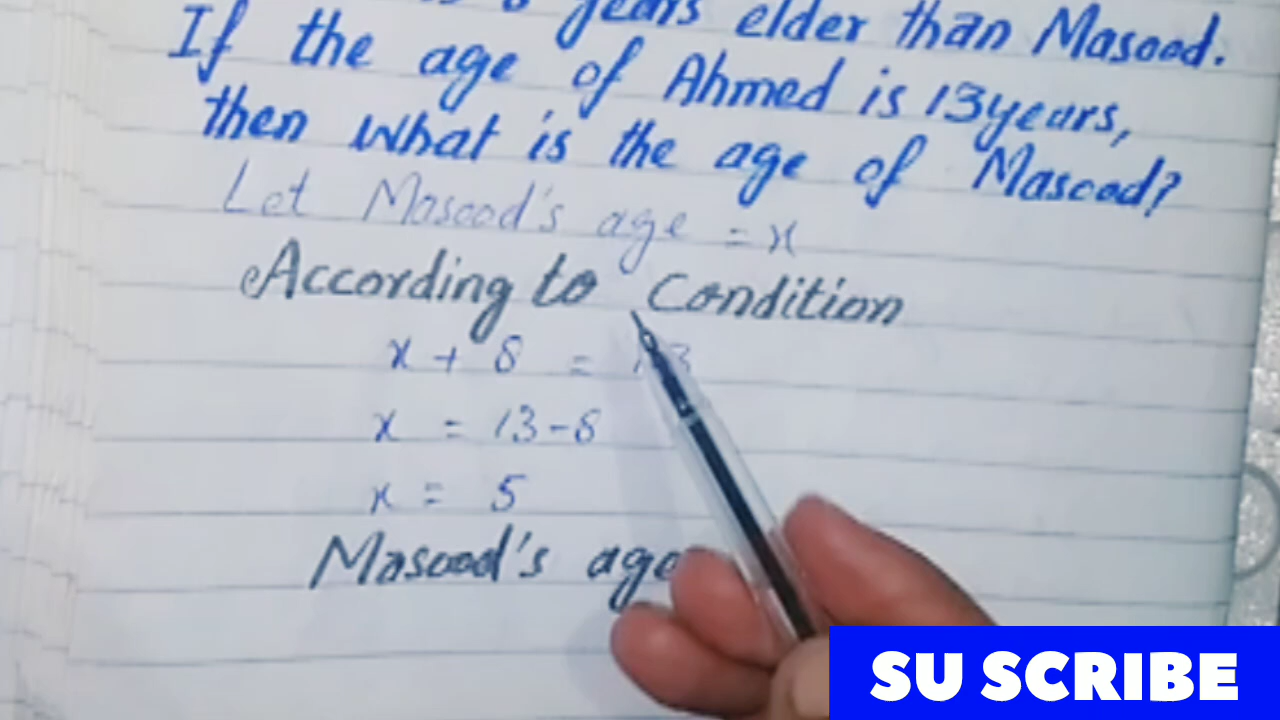 years elder than Masood.
If the age of Ahmed is 13years,
then what is the age of Masood?
Let Masood's age = x
According to Condition
x + 8 = 13
x = 13-8
x = 5
Masood's age
SU SCRIBE